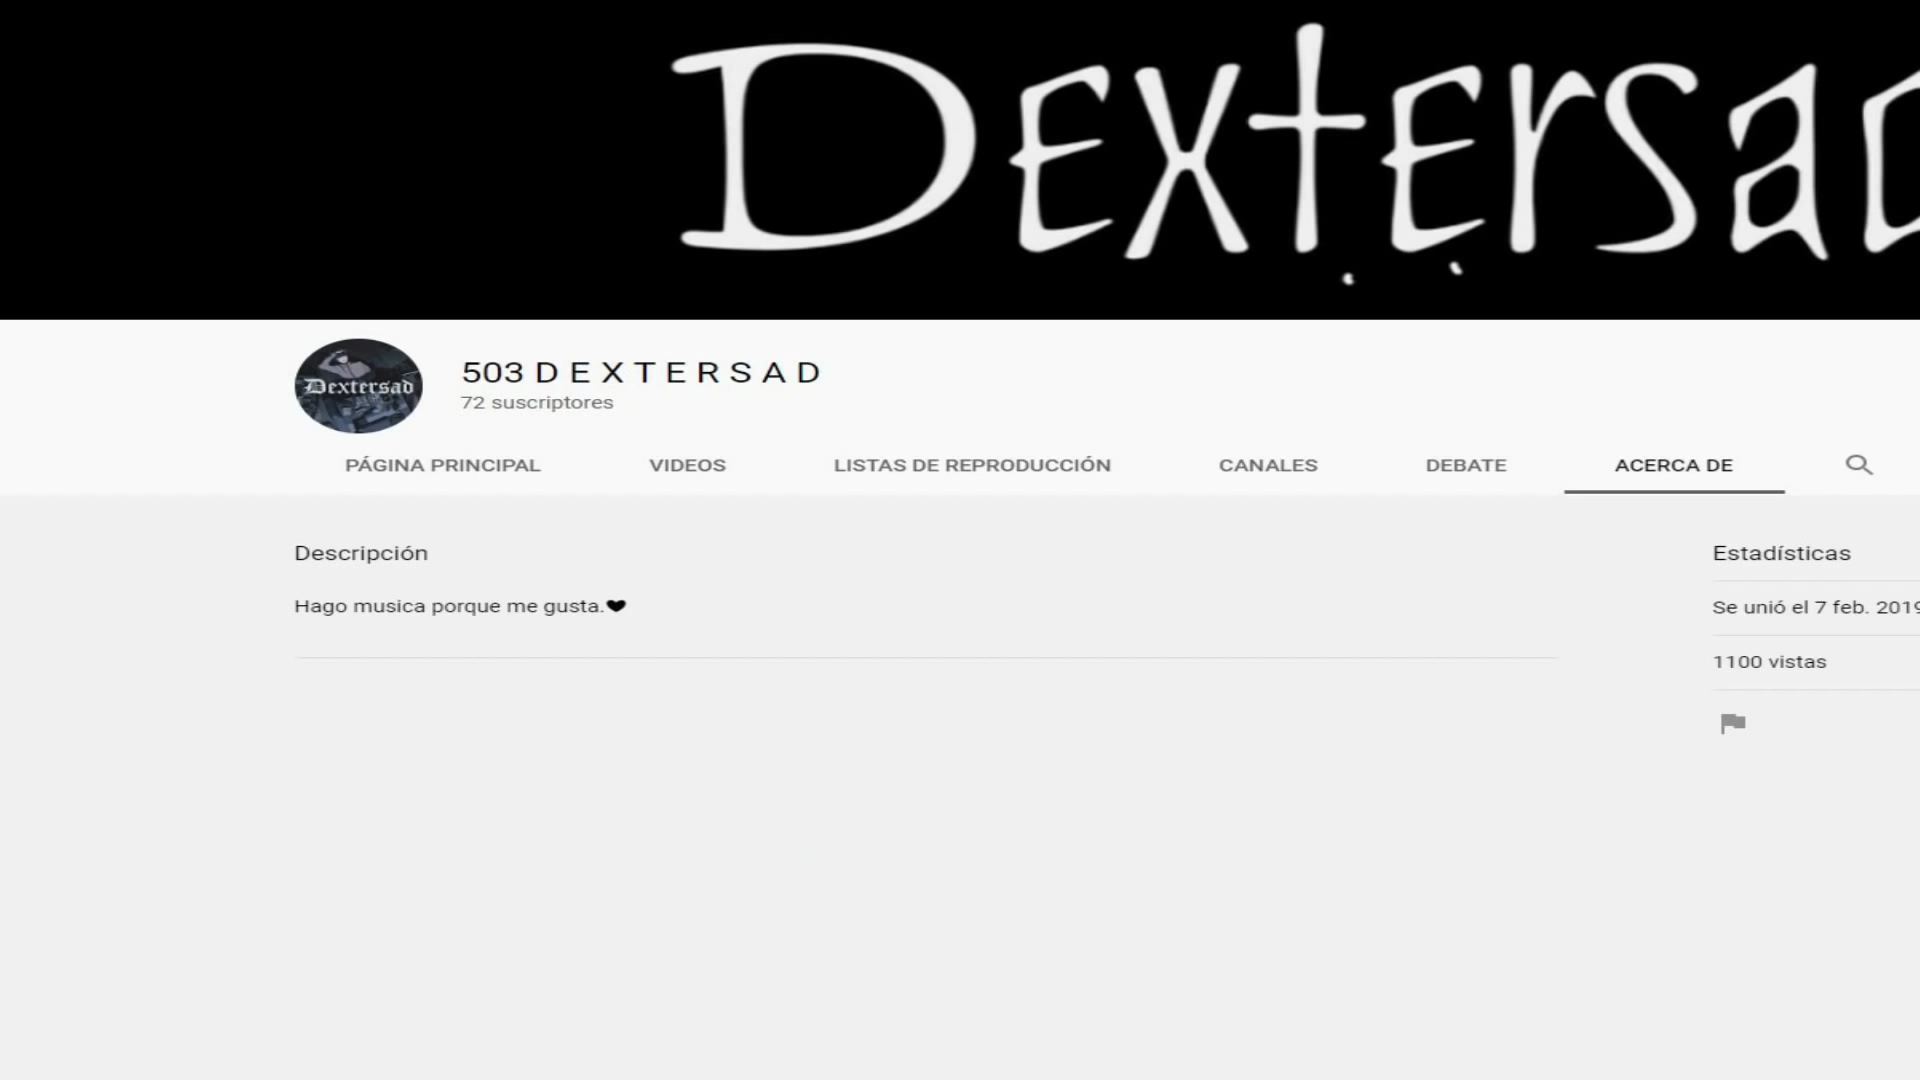 Dextersad
Dextersad
503 D E X T E R S A D
72 suscriptores
PÁGINA PRINCIPAL VIDEOS LISTAS DE REPRODUCCIÓN CANALES DEBATE ACERCA DE
Descripción
Hago musica porque me gusta.🖤
Estadísticas
Se unió el 7 feb. 2019
1100 vistas